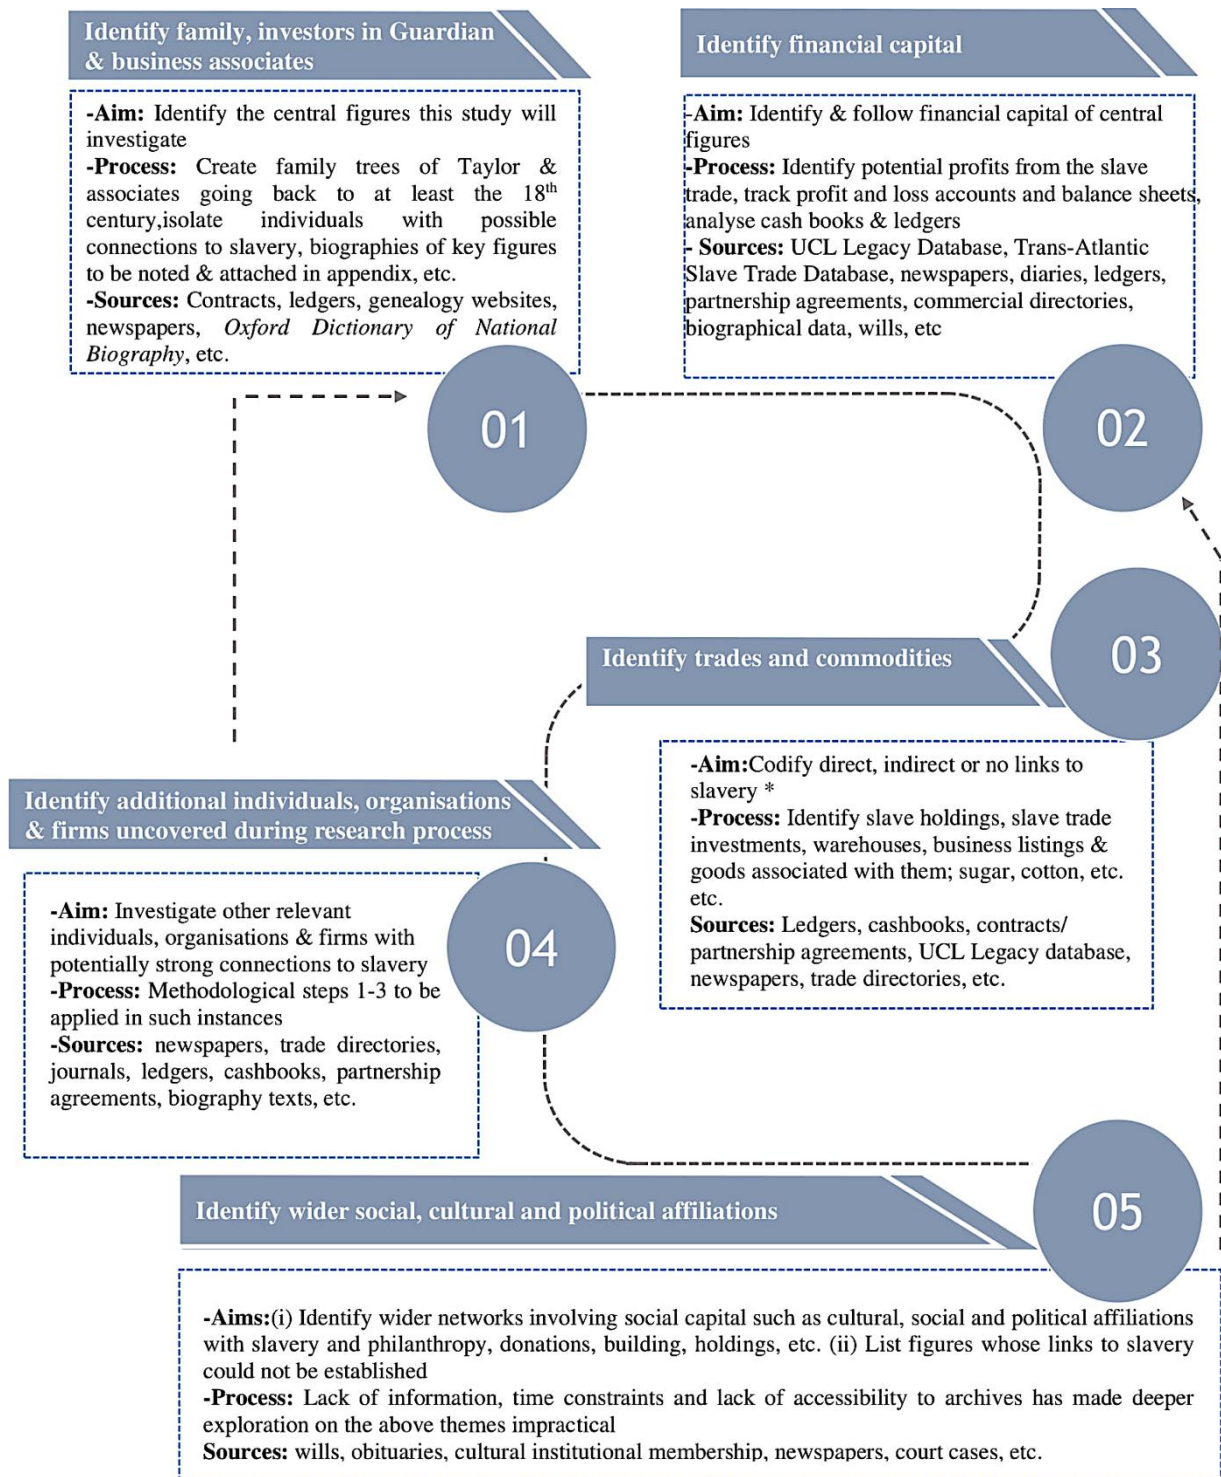 Identify family, investors in Guardian
& business associates
-Aim: Identify the central figures this study will
investigate
-Process: Create family trees of Taylor &
associates going back to at least the 18th
century,isolate individuals with possible
connections to slavery, biographies of key figures
to be noted & attached in appendix, etc.
-Sources: Contracts, ledgers, genealogy websites,
newspapers, Oxford Dictionary of National
Biography, etc.
01
Identify financial capital
-Aim: Identify & follow financial capital of central
figures
-Process: Identify potential profits from the slave
trade, track profit and loss accounts and balance sheets,
analyse cash books & ledgers
- Sources: UCL Legacy Database, Trans-Atlantic
Slave Trade Database, newspapers, diaries, ledgers,
partnership agreements, commercial directories,
biographical data, wills, etc
02
Identify trades and commodities
03
-Aim:Codify direct, indirect or no links to
slavery *
-Process: Identify slave holdings, slave trade
investments, warehouses, business listings &
goods associated with them; sugar, cotton, etc.
etc.
Sources: Ledgers, cashbooks, contracts/
partnership agreements, UCL Legacy database,
newspapers, trade directories, etc.
Identify additional individuals, organisations
& firms uncovered during research process
-Aim: Investigate other relevant
individuals, organisations & firms with
potentially strong connections to slavery
-Process: Methodological steps 1-3 to be
applied in such instances
-Sources: newspapers, trade directories,
journals, ledgers, cashbooks, partnership
agreements, biography texts, etc.
04
Identify wider social, cultural and political affiliations
05
-Aims:(i) Identify wider networks involving social capital such as cultural, social and political affiliations
with slavery and philanthropy, donations, building, holdings, etc. (ii) List figures whose links to slavery
could not be established
-Process: Lack of information, time constraints and lack of accessibility to archives has made deeper
exploration on the above themes impractical
Sources: wills, obituaries, cultural institutional membership, newspapers, court cases, etc.